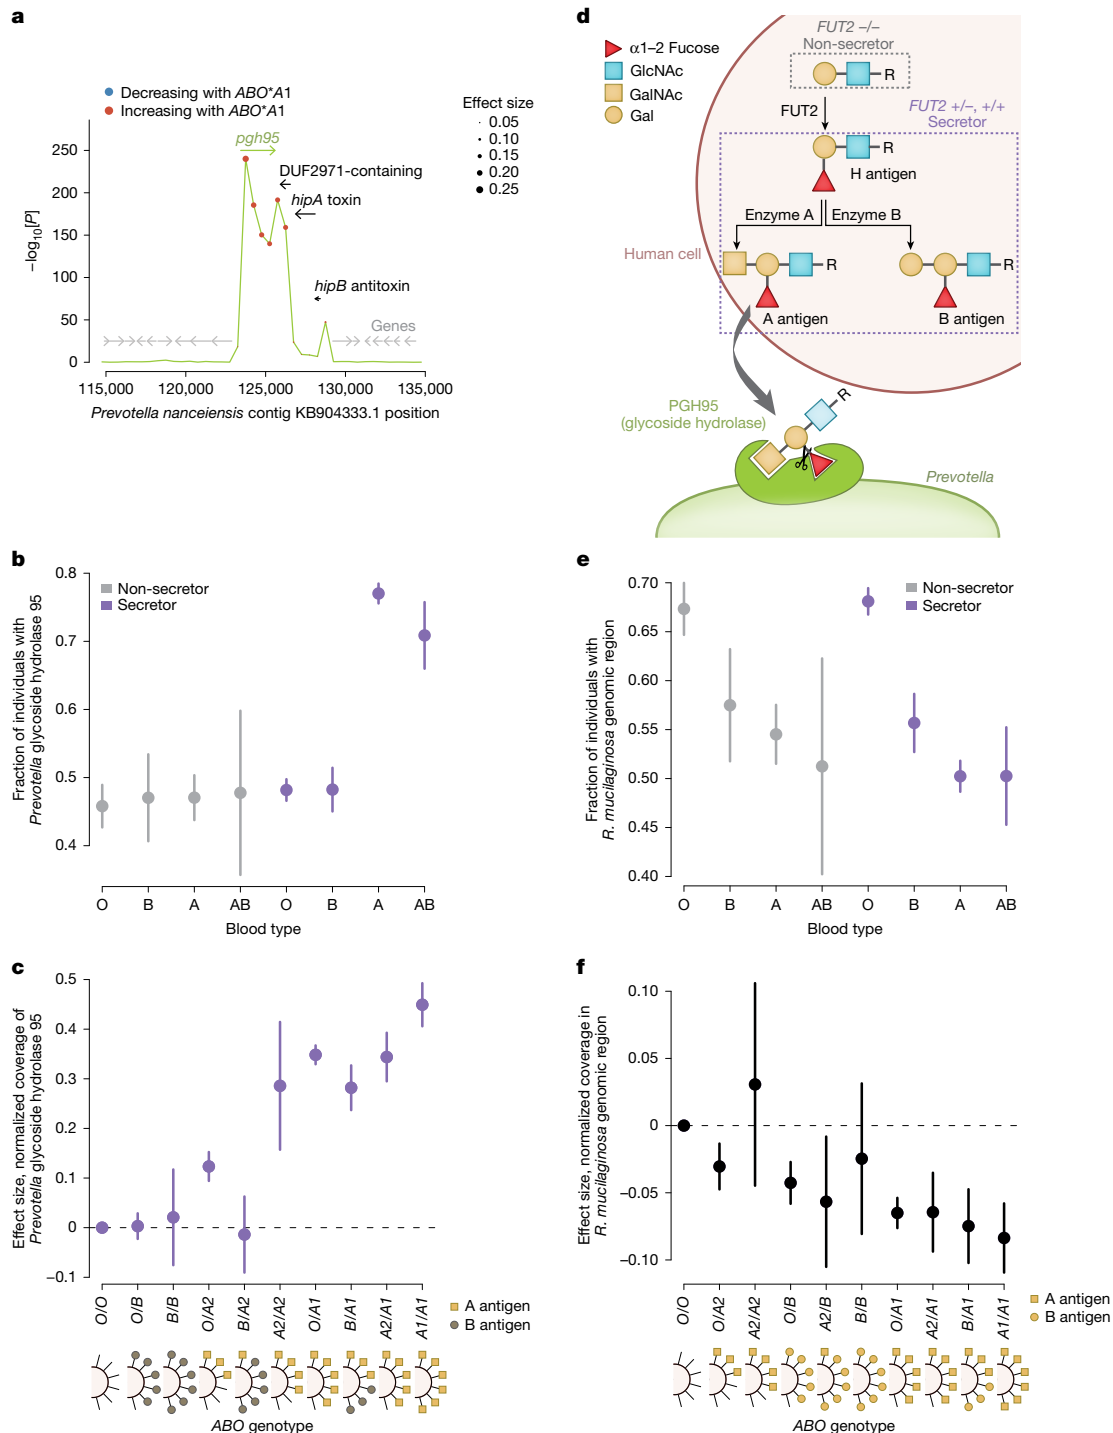 a
Decreasing with ABO*A1
Increasing with ABO*A1
Effect size
0.05
0.10
0.15
0.20
0.25
pgh95
DUF2971-containing
hipA toxin
hipB antitoxin
Genes
–log10[P]
250
200
150
100
50
0
115,000 120,000 125,000 130,000 135,000
Prevotella nanceiensis contig KB904333.1 position
d
α1–2 Fucose
GlcNAc
GalNAc
Gal
FUT2 –/–
Non-secretor
R
FUT2
FUT2 +/–, +/+
Secretor
R
H antigen
Enzyme A
Enzyme B
Human cell
R
R
A antigen
B antigen
PGH95
(glycoside hydrolase)
R
Prevotella
b
Non-secretor
Secretor
Fraction of individuals with
Prevotella glycoside hydrolase 95
0.8
0.7
0.6
0.5
0.4
O B A AB O B A AB
Blood type
e
Non-secretor
Secretor
Fraction of individuals with
R. mucilaginosa genomic region
0.70
0.65
0.60
0.55
0.50
0.45
0.40
O B A AB O B A AB
Blood type
c
Effect size, normalized coverage of
Prevotella glycoside hydrolase 95
0.5
0.4
0.3
0.2
0.1
0
–0.1
O/O O/B B/B O/A2 B/A2 A2/A2 O/A1 B/A1 A2/A1 A1/A1
A antigen
B antigen
ABO genotype
f
Effect size, normalized coverage in
R. mucilaginosa genomic region
0.10
0.05
0
–0.05
–0.10
O/O O/A2 A2/A2 O/B A2/B B/B O/A1 A2/A1 B/A1 A1/A1
A antigen
B antigen
ABO genotype